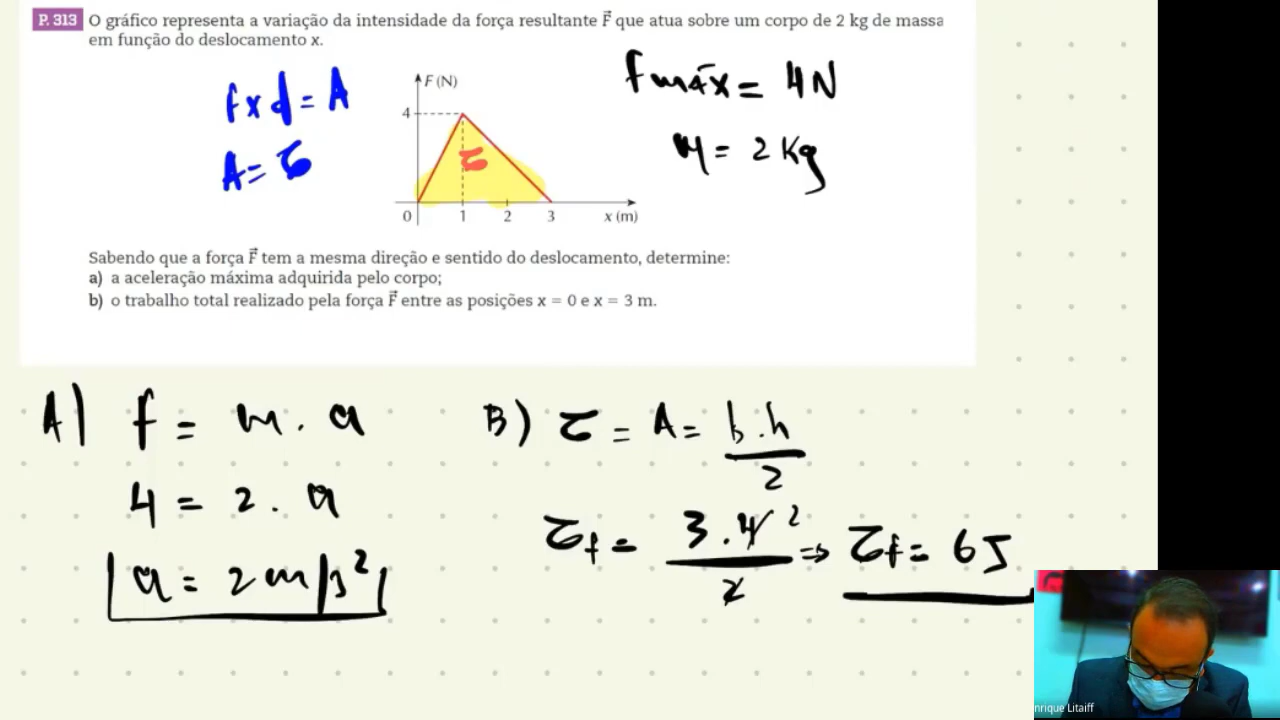 P. 313 O gráfico representa a variação da intensidade da força resultante F⃗ que atua sobre um corpo de 2 kg de massa
em função do deslocamento x.
F x d = A
A = τ
F (N)
4
τ
0 1 2 3 x (m)
Fmáx = 4N
m = 2 Kg
Sabendo que a força F⃗ tem a mesma direção e sentido do deslocamento, determine:
a) a aceleração máxima adquirida pelo corpo;
b) o trabalho total realizado pela força F⃗ entre as posições x = 0 e x = 3 m.
A) F = m . a
4 = 2 . a
a = 2 m/s²
B) τ = A = b.h / 2
τF = 3.4 2 / 2 ⇒ τF = 6J
nrique Litaiff